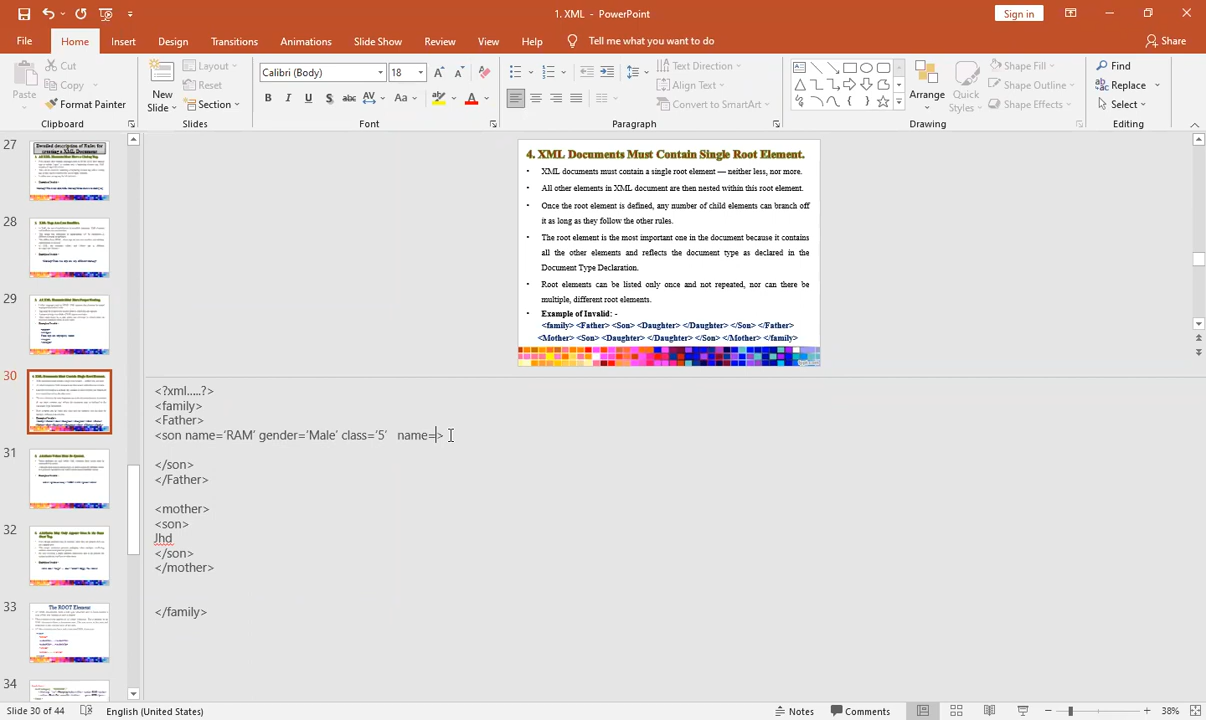 1. XML - PowerPoint
Sign in
File Home Insert Design Transitions Animations Slide Show Review View Help Tell me what you want to do Share
Paste
Cut
Copy
Format Painter
Clipboard
New Slide
Layout
Reset
Section
Slides
Calibri (Body) 18
Font
Text Direction
Align Text
Convert to SmartArt
Paragraph
Arrange
Quick Styles
Shape Fill
Shape Outline
Shape Effects
Drawing
Find
Replace
Select
Editing
27
28
29
30
31
32
33
The ROOT Element
34
4. XML Documents Must Contain Single Root Element.
• XML documents must contain a single root element — neither less, nor more.
• All other elements in XML document are then nested within this root element.
• Once the root element is defined, any number of child elements can branch off
it as long as they follow the other rules.
• The root element is the most important one in the document because it contains
all the other elements and reflects the document type as declared in the
Document Type Declaration.
• Root elements can be listed only once and not repeated, nor can there be
multiple, different root elements.
• Example of Invalid: -
<family> <Father> <Son> <Daughter> </Daughter> </Son> </Father>
<Mother> <Son> <Daughter> </Daughter> </Son> </Mother> </family>
<?xml.....?>
<family>
<Father>
<son name='RAM' gender='Male' class='5' name=>
</son>
</Father>
<mother>
<son>
Jhd
</son>
</mother>
</family>
Slide 30 of 44 English (United States) Notes Comments 38%